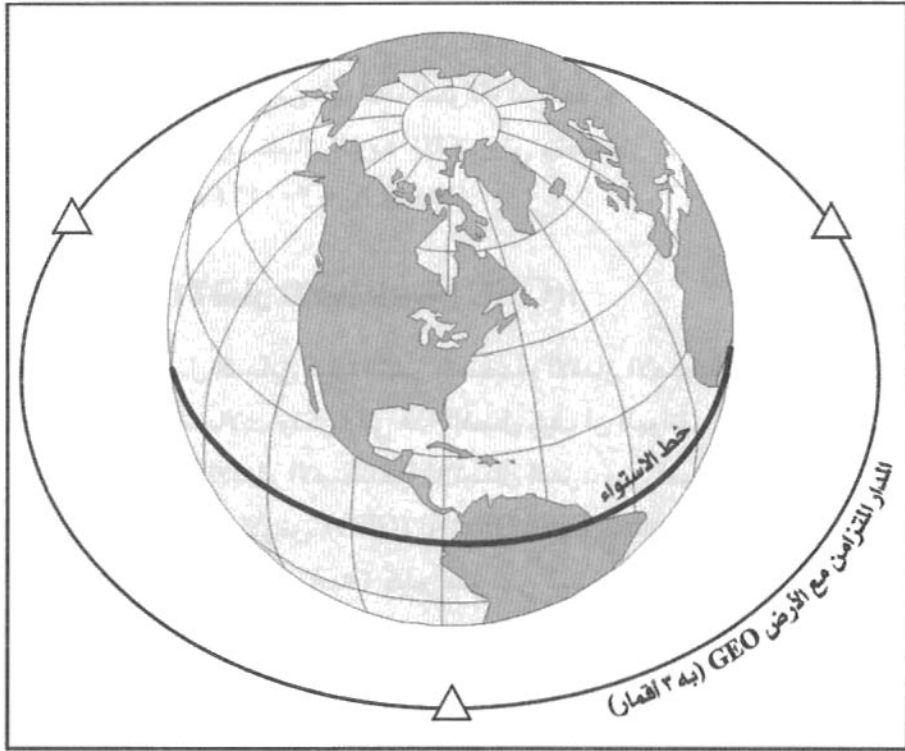 خط الاستواء
المدار المتزامن مع الأرض GEO (به ٣ أقمار)